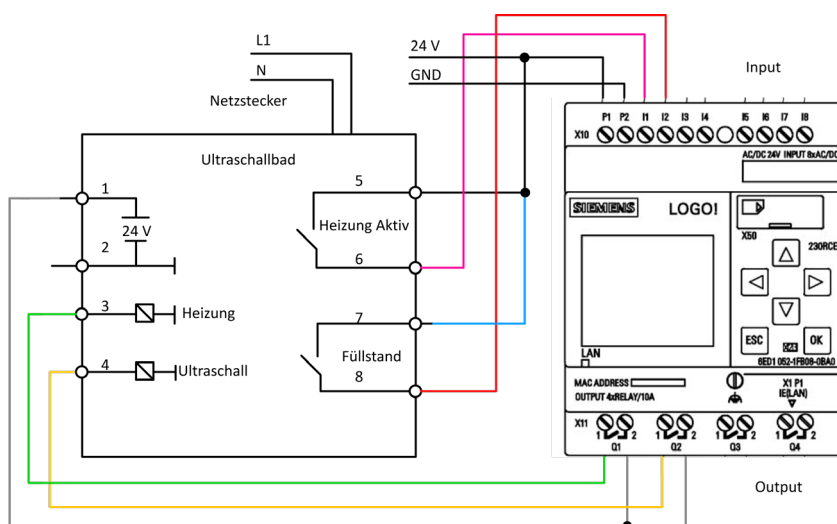 L1
N
Netzstecker
24 V
GND
Input
Ultraschallbad
1
24 V
2
3
Heizung
4
Ultraschall
5
Heizung Aktiv
6
7
Füllstand
8
P1 P2 I1 I2 I3 I4 I5 I6 I7 I8
X10
AC/DC 24V INPUT 8xAC/DC
SIEMENS LOGO!
X50
230RCE
ESC OK
6ED1 052-1FB08-0BA0
LAN
MAC ADDRESS
OUTPUT 4xRELAY/10A
X1 P1
IE(LAN)
X11
1 2 1 2 1 2 1 2
Q1 Q2 Q3 Q4
Output